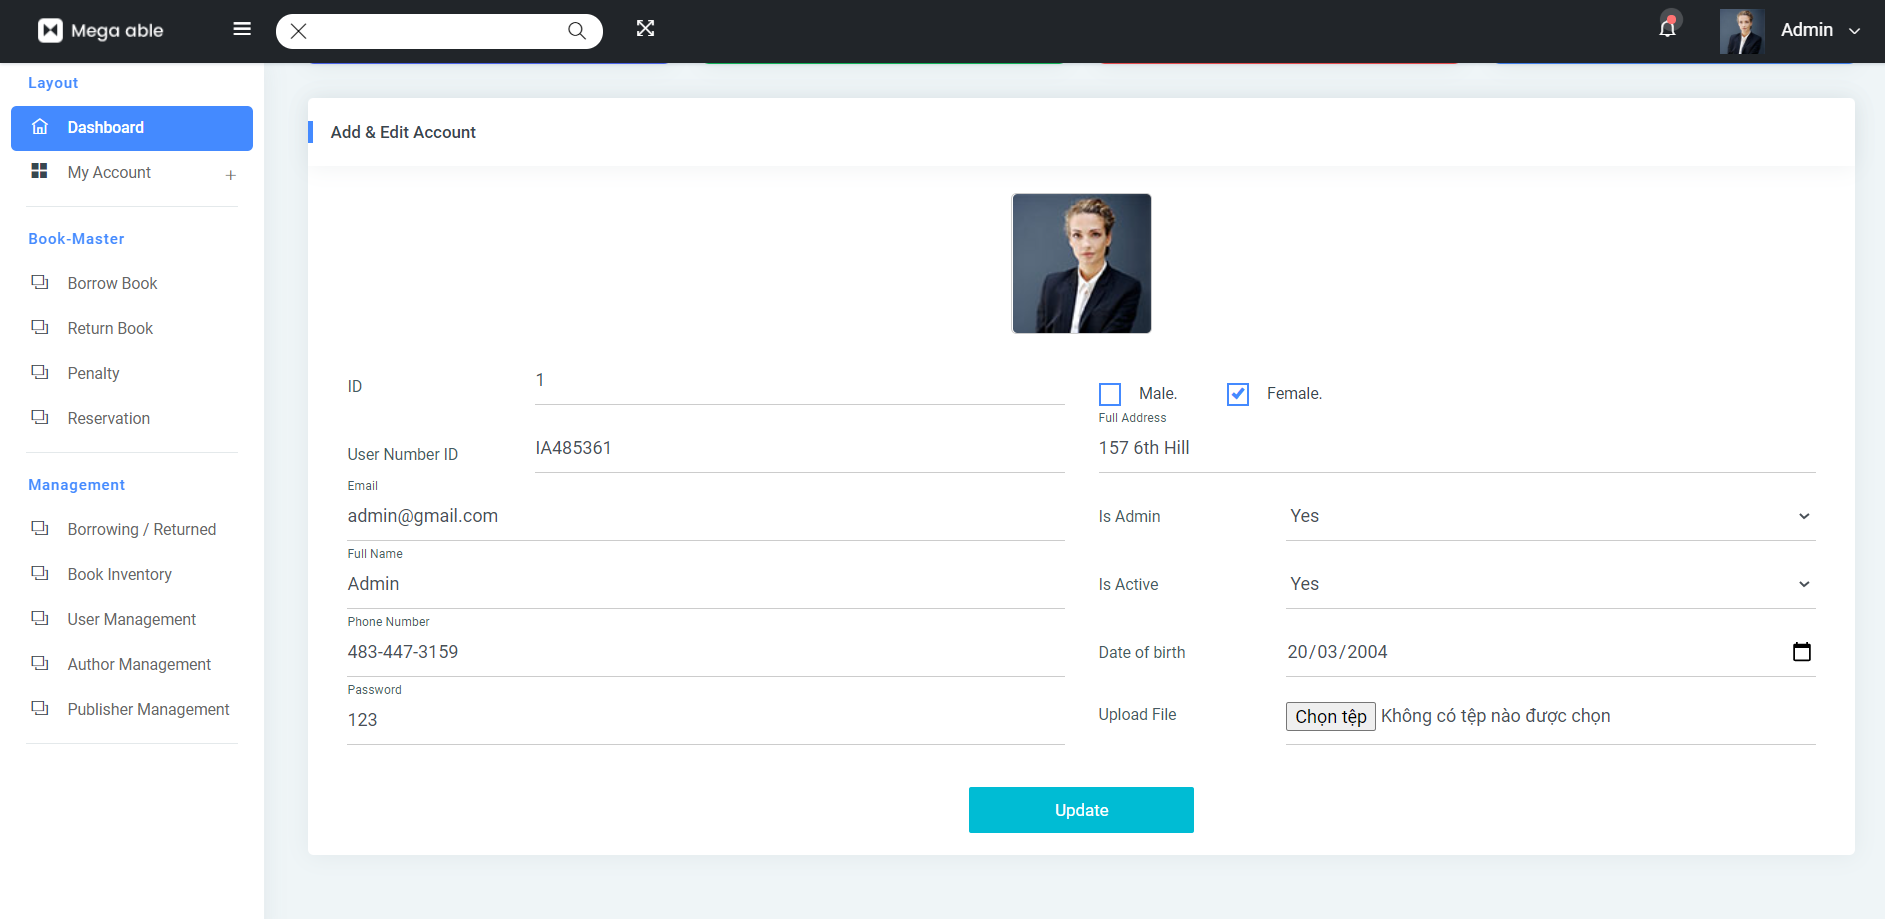 Mega able
Admin
Layout
Dashboard
My Account
Book-Master
Borrow Book
Return Book
Penalty
Reservation
Management
Borrowing / Returned
Book Inventory
User Management
Author Management
Publisher Management
Add & Edit Account
ID 1
Male. Female.
User Number ID IA485361
Full Address
157 6th Hill
Email
admin@gmail.com
Is Admin Yes
Full Name
Admin
Is Active Yes
Phone Number
483-447-3159
Date of birth 20/03/2004
Password
123
Upload File Chọn tệp Không có tệp nào được chọn
Update